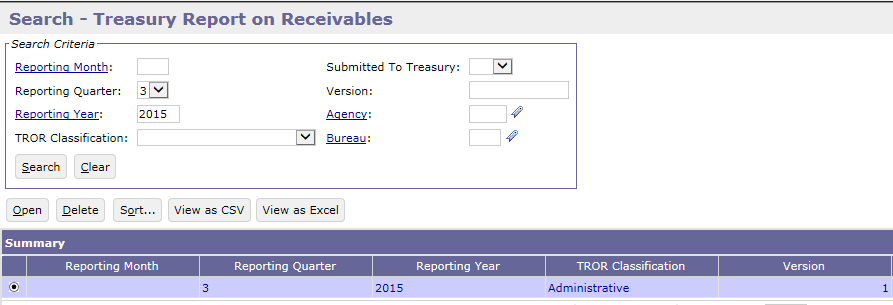 Search - Treasury Report on Receivables
Search Criteria
Reporting Month: Submitted To Treasury:
Reporting Quarter: 3 Version:
Reporting Year: 2015 Agency:
TROR Classification: Bureau:
Search Clear
Open Delete Sort... View as CSV View as Excel
Summary
Reporting Month Reporting Quarter Reporting Year TROR Classification Version
3 2015 Administrative 1